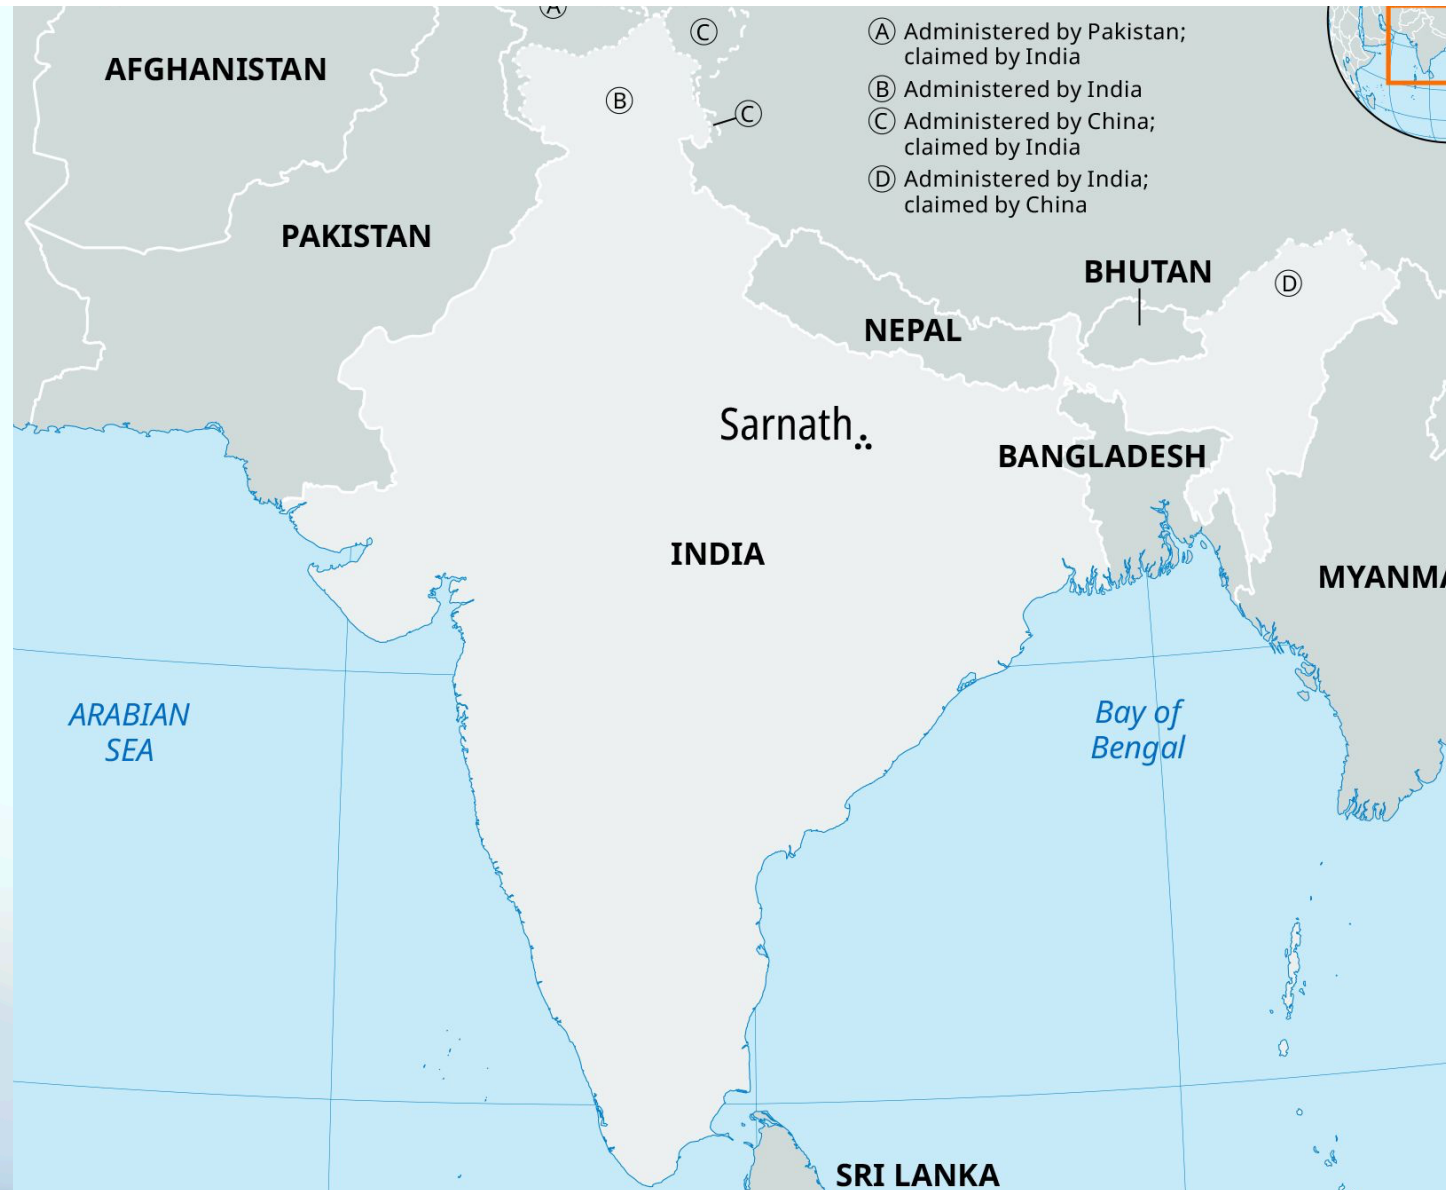 Ⓐ
Ⓒ
Ⓐ Administered by Pakistan;
claimed by India
Ⓑ Administered by India
Ⓒ Administered by China;
claimed by India
Ⓓ Administered by India;
claimed by China
AFGHANISTAN
Ⓑ
Ⓒ
PAKISTAN
BHUTAN
Ⓓ
NEPAL
Sarnath
BANGLADESH
INDIA
MYANMA
ARABIAN
SEA
Bay of
Bengal
SRI LANKA